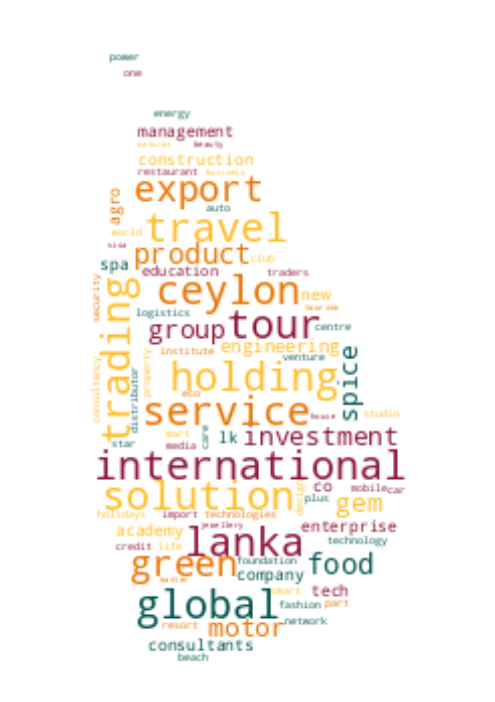 power
one
energy
management
natural beauty
construction
restaurant business
export
agro
auto
travel
world
visa
product club
spa
education traders
security
trading
ceylon new
tourism
logistics
group tour centre
engineering
institute venture
consultancy
property
distributor
holding
spice
eco
service house studio
mart
care
lk investment
star media
international
solution
design
co mobile car
plus gem
holidays import technologies
jewellery enterprise
academy
lanka technology
credit life
green foundation food
company
master
smart tech
global fashion part
resort motor network
consultants
beach